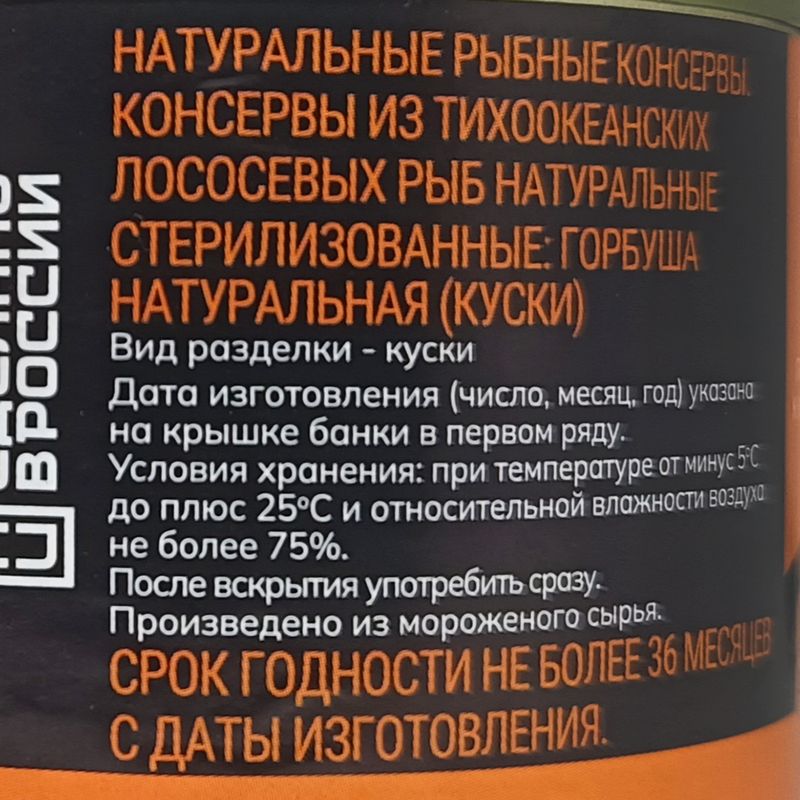 НАТУРАЛЬНЫЕ РЫБНЫЕ КОНСЕРВЫ.
КОНСЕРВЫ ИЗ ТИХООКЕАНСКИХ
ЛОСОСЕВЫХ РЫБ НАТУРАЛЬНЫЕ
СТЕРИЛИЗОВАННЫЕ: ГОРБУША
НАТУРАЛЬНАЯ (КУСКИ)
Вид разделки - куски
Дата изготовления (число, месяц, год) указана
на крышке банки в первом ряду.
Условия хранения: при температуре от минус 5°С
до плюс 25°С и относительной влажности воздуха
не более 75%.
После вскрытия употребить сразу.
Произведено из мороженого сырья.
СРОК ГОДНОСТИ НЕ БОЛЕЕ 36 МЕСЯЦЕВ
С ДАТЫ ИЗГОТОВЛЕНИЯ.
В РОССИИ